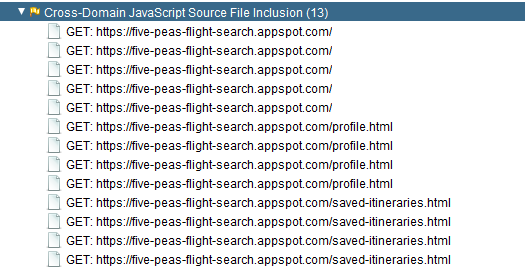 Cross-Domain JavaScript Source File Inclusion (13)
GET: https://five-peas-flight-search.appspot.com/
GET: https://five-peas-flight-search.appspot.com/
GET: https://five-peas-flight-search.appspot.com/
GET: https://five-peas-flight-search.appspot.com/
GET: https://five-peas-flight-search.appspot.com/
GET: https://five-peas-flight-search.appspot.com/profile.html
GET: https://five-peas-flight-search.appspot.com/profile.html
GET: https://five-peas-flight-search.appspot.com/profile.html
GET: https://five-peas-flight-search.appspot.com/profile.html
GET: https://five-peas-flight-search.appspot.com/saved-itineraries.html
GET: https://five-peas-flight-search.appspot.com/saved-itineraries.html
GET: https://five-peas-flight-search.appspot.com/saved-itineraries.html
GET: https://five-peas-flight-search.appspot.com/saved-itineraries.html